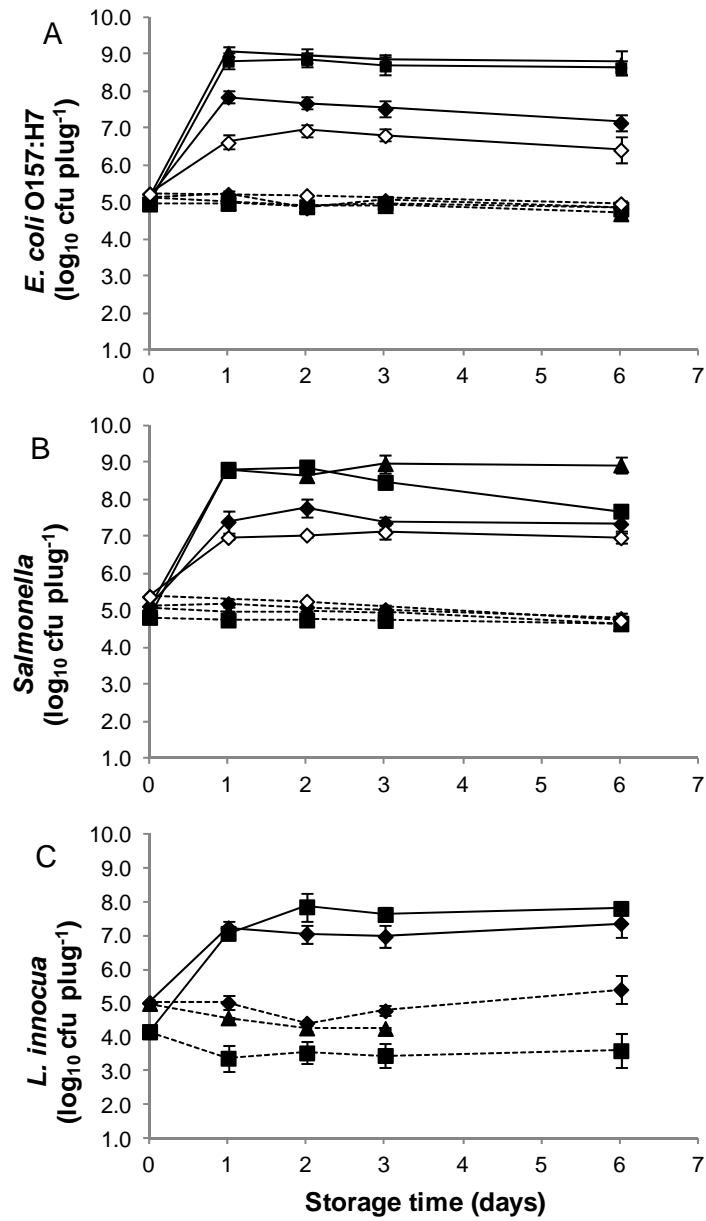 A
E. coli O157:H7
(log₁₀ cfu plug⁻¹)
10.0
9.0
8.0
7.0
6.0
5.0
4.0
3.0
2.0
1.0
0 1 2 3 4 5 6 7
B
Salmonella
(log₁₀ cfu plug⁻¹)
10.0
9.0
8.0
7.0
6.0
5.0
4.0
3.0
2.0
1.0
0 1 2 3 4 5 6 7
C
L. innocua
(log₁₀ cfu plug⁻¹)
10.0
9.0
8.0
7.0
6.0
5.0
4.0
3.0
2.0
1.0
0 1 2 3 4 5 6 7
Storage time (days)